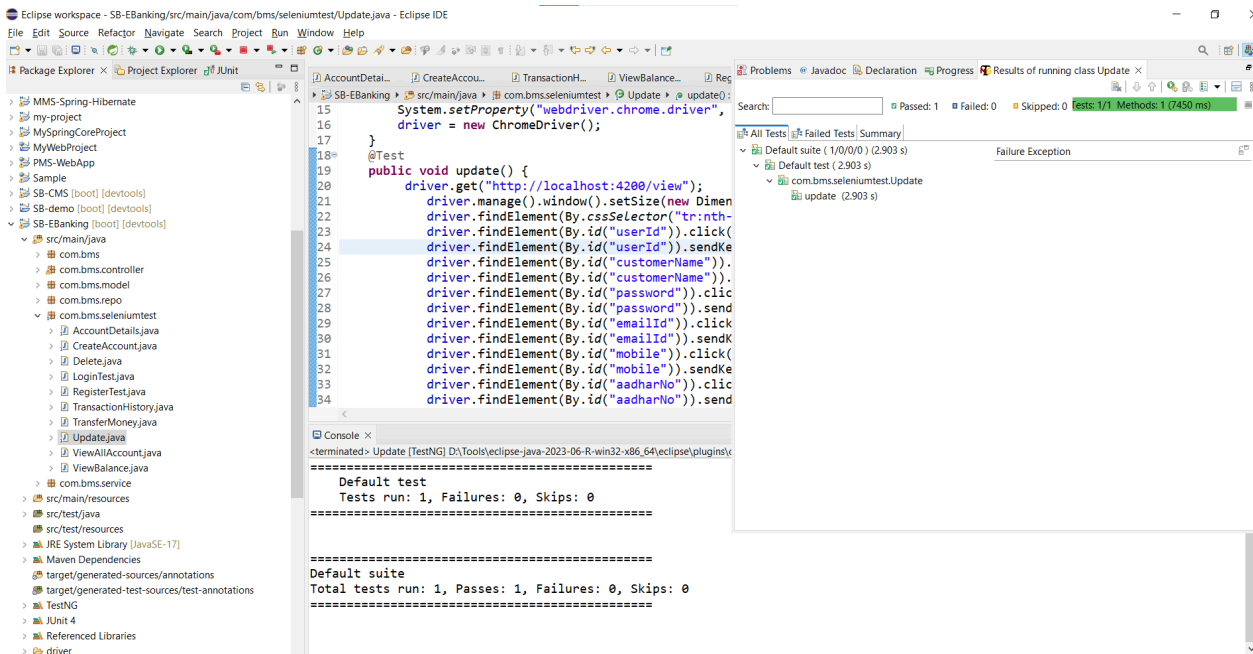 Eclipse workspace - SB-EBanking/src/main/java/com/bms/seleniumtest/Update.java - Eclipse IDE
File Edit Source Refactor Navigate Search Project Run Window Help
Package Explorer Project Explorer JUnit
MMS-Spring-Hibernate
my-project
MySpringCoreProject
MyWebProject
PMS-WebApp
Sample
SB-CMS [boot] [devtools]
SB-demo [boot] [devtools]
SB-EBanking [boot] [devtools]
src/main/java
com.bms
com.bms.controller
com.bms.model
com.bms.repo
com.bms.seleniumtest
AccountDetails.java
CreateAccount.java
Delete.java
LoginTest.java
RegisterTest.java
TransactionHistory.java
TransferMoney.java
Update.java
ViewAllAccount.java
ViewBalance.java
com.bms.service
src/main/resources
src/test/java
src/test/resources
JRE System Library [JavaSE-17]
Maven Dependencies
target/generated-sources/annotations
target/generated-test-sources/test-annotations
TestNG
JUnit 4
Referenced Libraries
driver
AccountDetai... CreateAccou... TransactionH... ViewBalance... Reg
SB-EBanking src/main/java com.bms.seleniumtest Update update() :
15 System.setProperty("webdriver.chrome.driver",
16 driver = new ChromeDriver();
17 }
18 @Test
19 public void update() {
20 driver.get("http://localhost:4200/view");
21 driver.manage().window().setSize(new Dimen
22 driver.findElement(By.cssSelector("tr:nth-
23 driver.findElement(By.id("userId")).click(
24 driver.findElement(By.id("userId")).sendKe
25 driver.findElement(By.id("customerName")).
26 driver.findElement(By.id("customerName")).
27 driver.findElement(By.id("password")).clic
28 driver.findElement(By.id("password")).send
29 driver.findElement(By.id("emailId")).click
30 driver.findElement(By.id("emailId")).sendK
31 driver.findElement(By.id("mobile")).click(
32 driver.findElement(By.id("mobile")).sendKe
33 driver.findElement(By.id("aadharNo")).clic
34 driver.findElement(By.id("aadharNo")).send
Console
<terminated> Update [TestNG] D:\Tools\eclipse-java-2023-06-R-win32-x86_64\eclipse\plugins\
===============================================
Default test
Tests run: 1, Failures: 0, Skips: 0
===============================================
===============================================
Default suite
Total tests run: 1, Passes: 1, Failures: 0, Skips: 0
===============================================
Problems Javadoc Declaration Progress Results of running class Update
Search: Passed: 1 Failed: 0 Skipped: 0 Tests: 1/1 Methods: 1 (7450 ms)
All Tests Failed Tests Summary
Default suite ( 1/0/0/0 ) (2.903 s) Failure Exception
Default test ( 2.903 s)
com.bms.seleniumtest.Update
update (2.903 s)